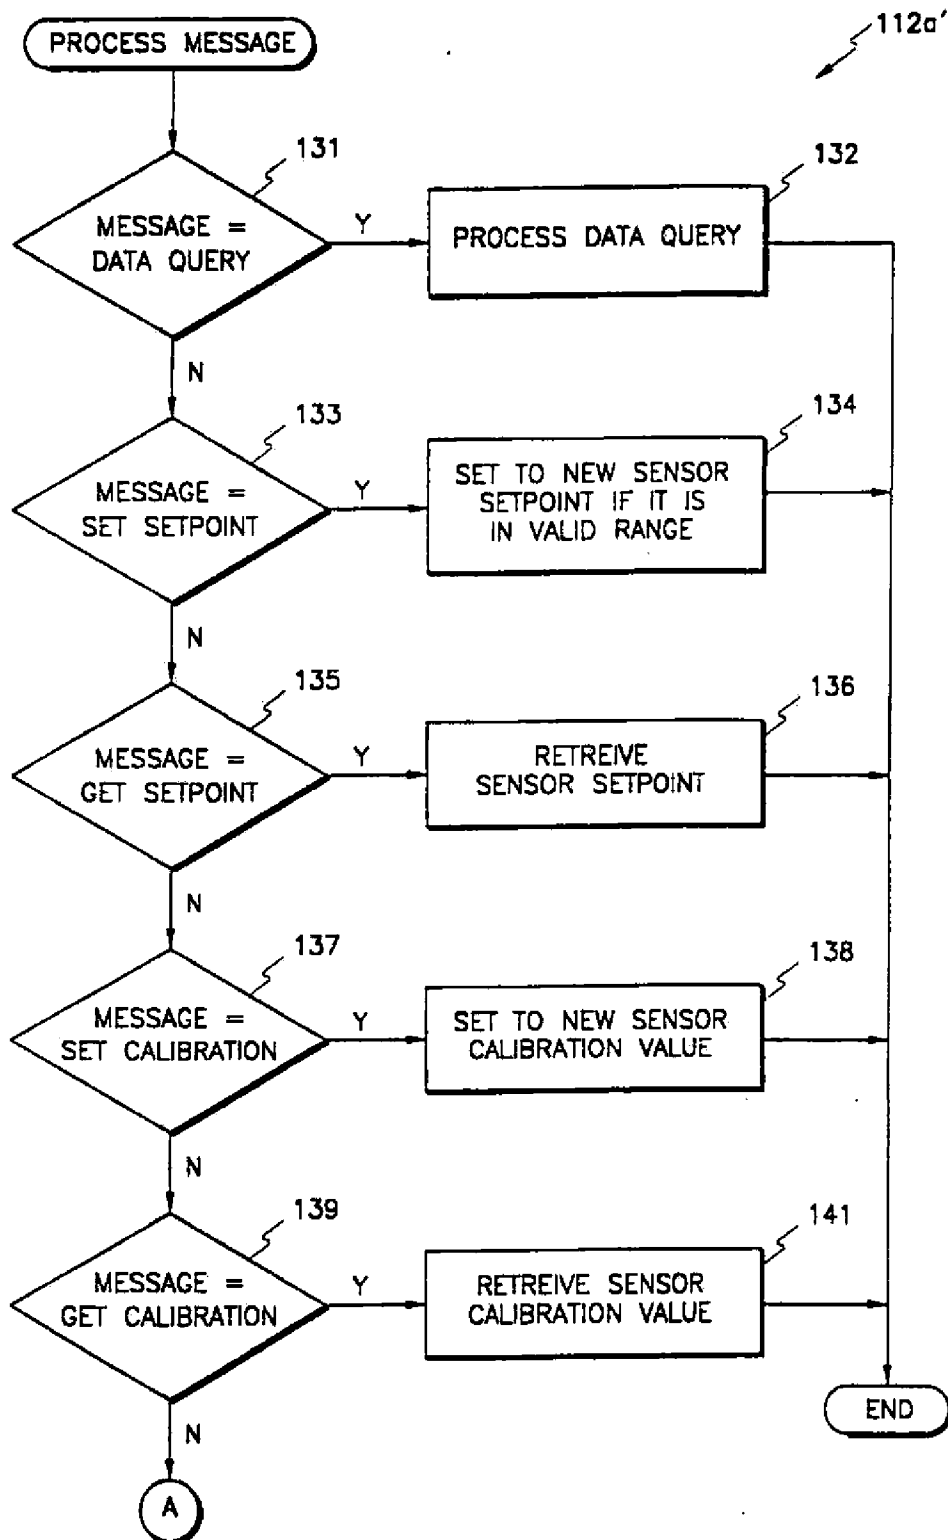 PROCESS MESSAGE
112a'
131
MESSAGE =
DATA QUERY
Y
132
PROCESS DATA QUERY
N
133
MESSAGE =
SET SETPOINT
Y
134
SET TO NEW SENSOR
SETPOINT IF IT IS
IN VALID RANGE
N
135
MESSAGE =
GET SETPOINT
Y
136
RETREIVE
SENSOR SETPOINT
N
137
MESSAGE =
SET CALIBRATION
Y
138
SET TO NEW SENSOR
CALIBRATION VALUE
N
139
MESSAGE =
GET CALIBRATION
Y
141
RETREIVE SENSOR
CALIBRATION VALUE
N
END
A